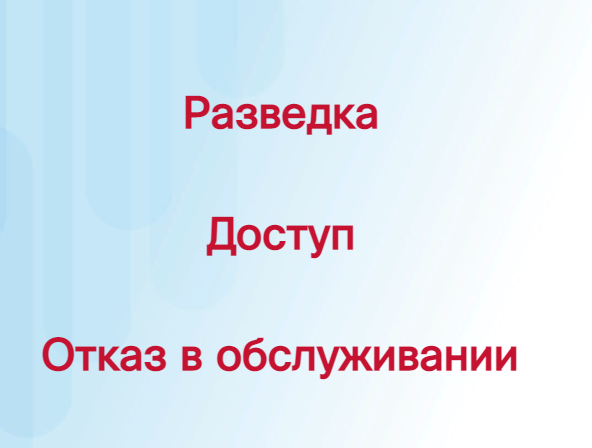 Разведка
Доступ
Отказ в обслуживании